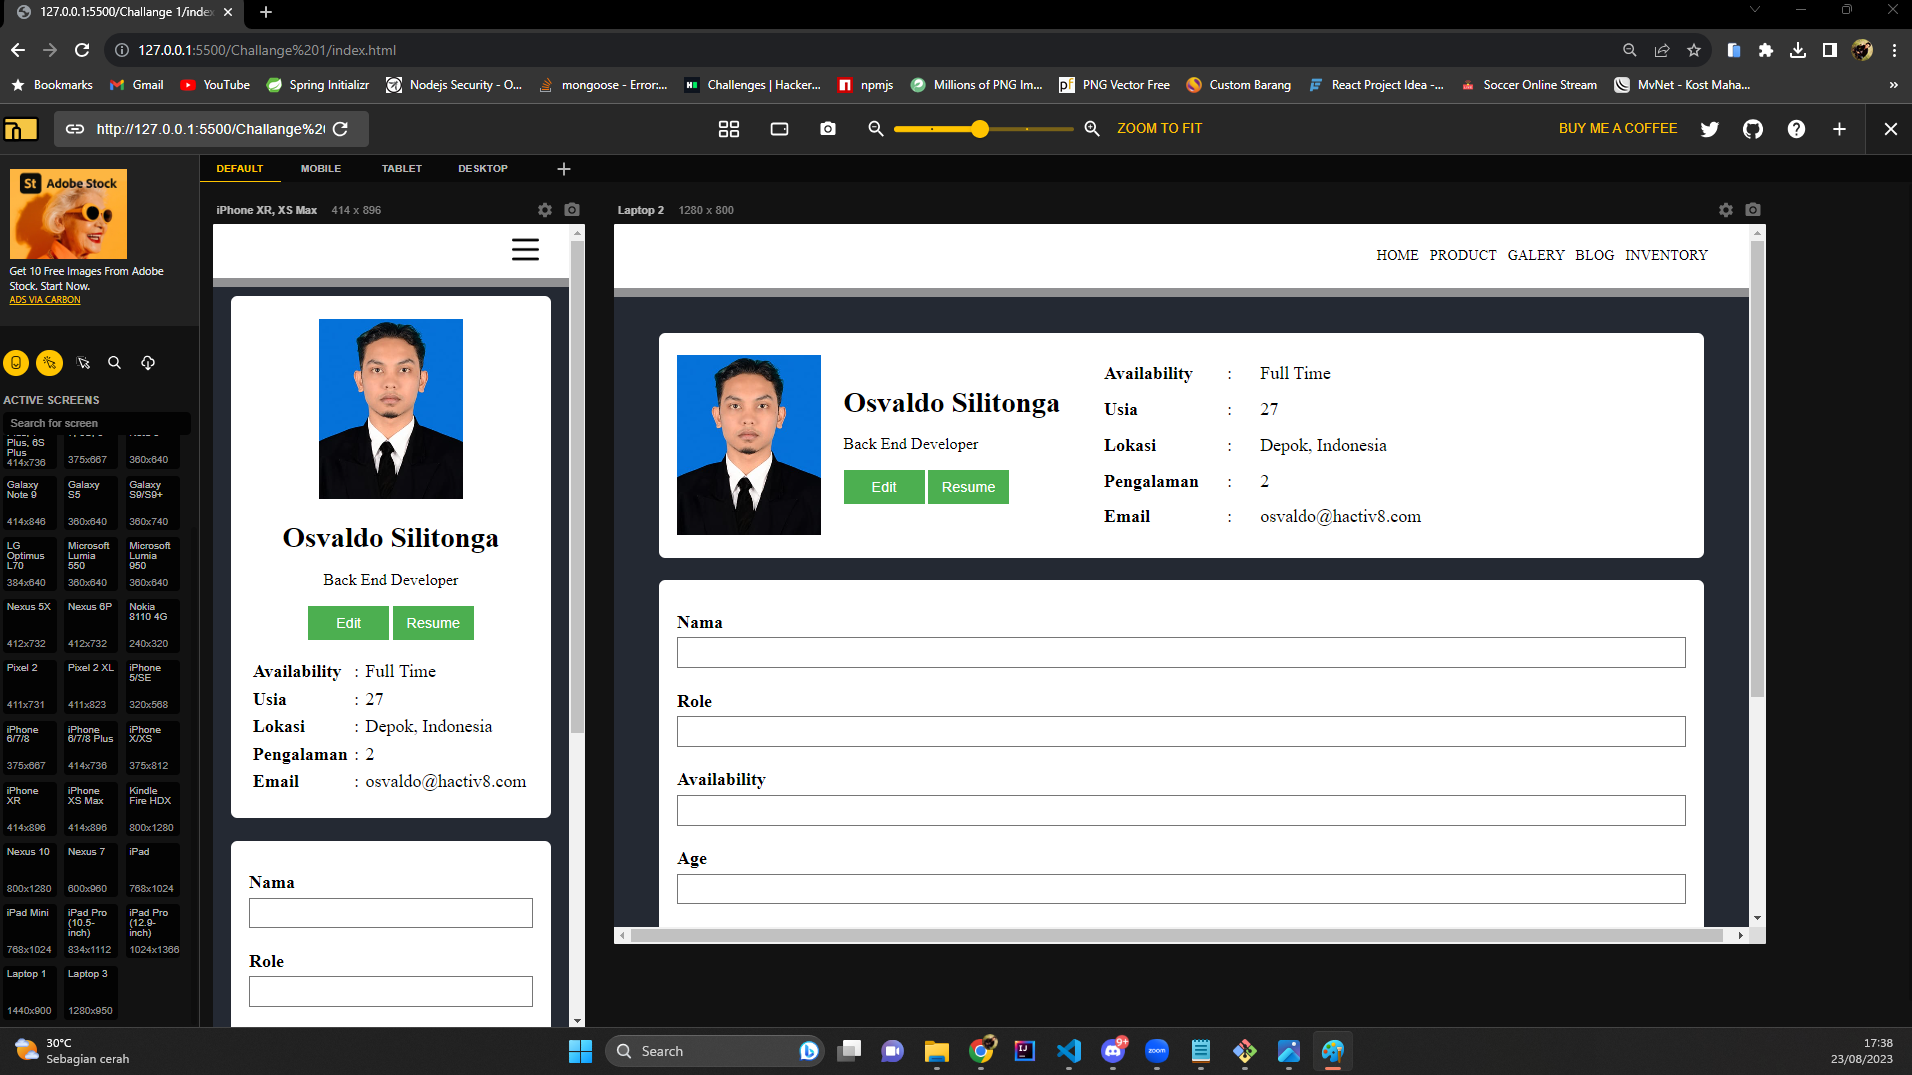 127.0.0.1:5500/Challange 1/index
127.0.0.1:5500/Challange%201/index.html
Bookmarks Gmail YouTube Spring Initializr Nodejs Security - O... mongoose - Error:... Challenges | Hacker... npmjs Millions of PNG Im... PNG Vector Free Custom Barang React Project Idea -... Soccer Online Stream MvNet - Kost Maha... »
http://127.0.0.1:5500/Challange%2( ZOOM TO FIT BUY ME A COFFEE
St Adobe Stock
Get 10 Free Images From Adobe
Stock. Start Now.
ADS VIA CARBON
ACTIVE SCREENS
Search for screen
Plus, 6S
Plus
414x736 375x667 360x640
Galaxy Note 9 Galaxy S5 Galaxy S9/S9+
414x846 360x640 360x740
LG Optimus L70 Microsoft Lumia 550 Microsoft Lumia 950
384x640 360x640 360x640
Nexus 5X Nexus 6P Nokia 8110 4G
412x732 412x732 240x320
Pixel 2 Pixel 2 XL iPhone 5/SE
411x731 411x823 320x568
iPhone 6/7/8 iPhone 6/7/8 Plus iPhone X/XS
375x667 414x736 375x812
iPhone XR iPhone XS Max Kindle Fire HDX
414x896 414x896 800x1280
Nexus 10 Nexus 7 iPad
800x1280 600x960 768x1024
iPad Mini iPad Pro (10.5-inch) iPad Pro (12.9-inch)
768x1024 834x1112 1024x1366
Laptop 1 Laptop 3
1440x900 1280x950
DEFAULT MOBILE TABLET DESKTOP
iPhone XR, XS Max 414 x 896
Osvaldo Silitonga
Back End Developer
Edit Resume
Availability : Full Time
Usia : 27
Lokasi : Depok, Indonesia
Pengalaman : 2
Email : osvaldo@hactiv8.com
Nama
Role
Laptop 2 1280 x 800
HOME PRODUCT GALERY BLOG INVENTORY
Osvaldo Silitonga
Back End Developer
Edit Resume
Availability : Full Time
Usia : 27
Lokasi : Depok, Indonesia
Pengalaman : 2
Email : osvaldo@hactiv8.com
Nama
Role
Availability
Age
30°C
Sebagian cerah
Search
zoom
9+
17:38
23/08/2023